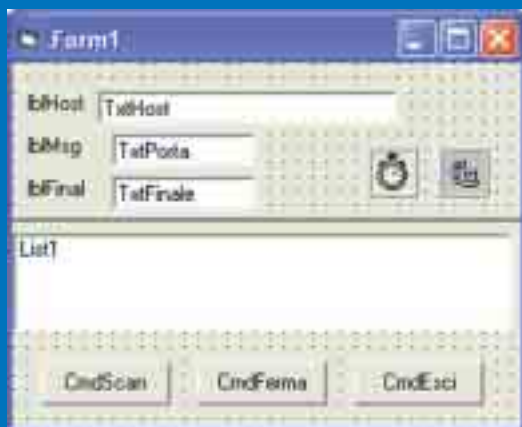 Form1
lblHost TxtHost
lblMsg TxtPorta
lblFinal TxtFinale
List1
CmdScan CmdFerma CmdEsci